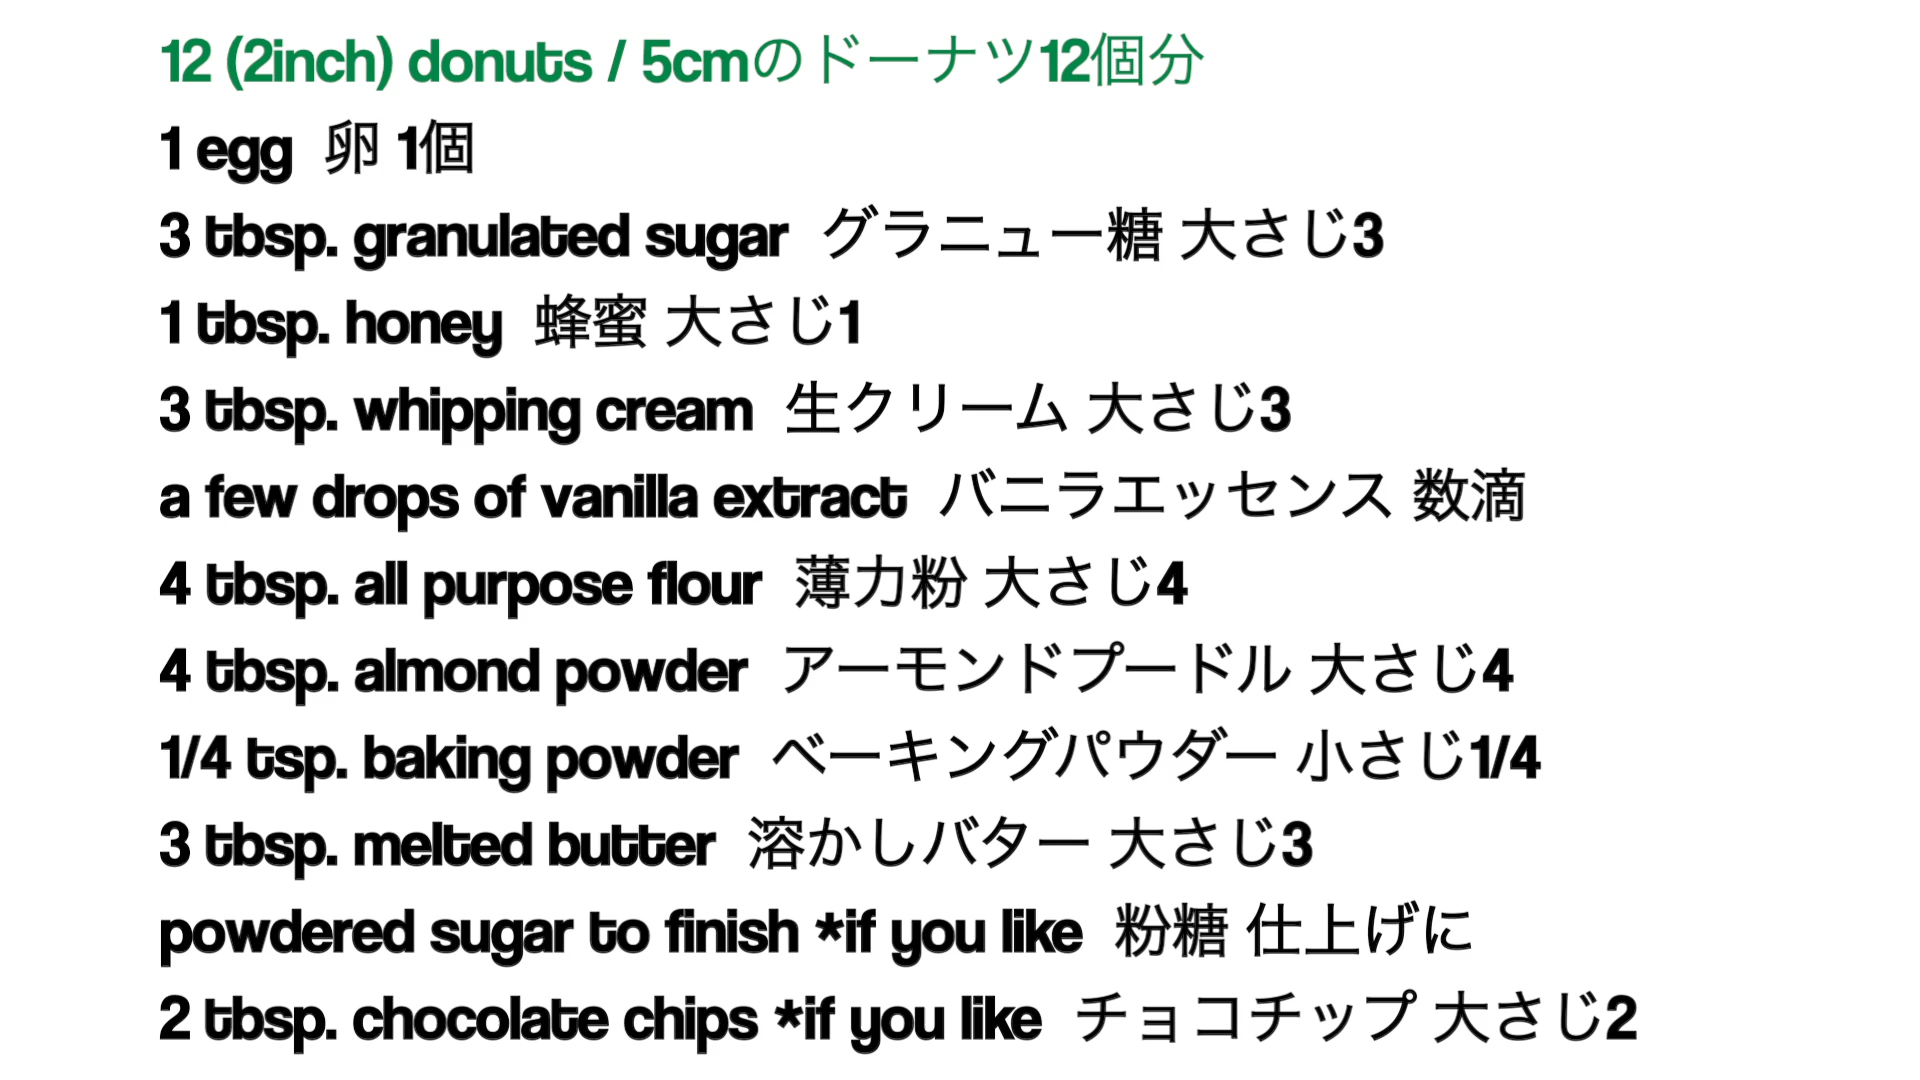 12 (2inch) donuts / 5cmのドーナツ12個分
1 egg 卵 1個
3 tbsp. granulated sugar グラニュー糖 大さじ3
1 tbsp. honey 蜂蜜 大さじ1
3 tbsp. whipping cream 生クリーム 大さじ3
a few drops of vanilla extract バニラエッセンス 数滴
4 tbsp. all purpose flour 薄力粉 大さじ4
4 tbsp. almond powder アーモンドプードル 大さじ4
1/4 tsp. baking powder ベーキングパウダー 小さじ1/4
3 tbsp. melted butter 溶かしバター 大さじ3
powdered sugar to finish *if you like 粉糖 仕上げに
2 tbsp. chocolate chips *if you like チョコチップ 大さじ2